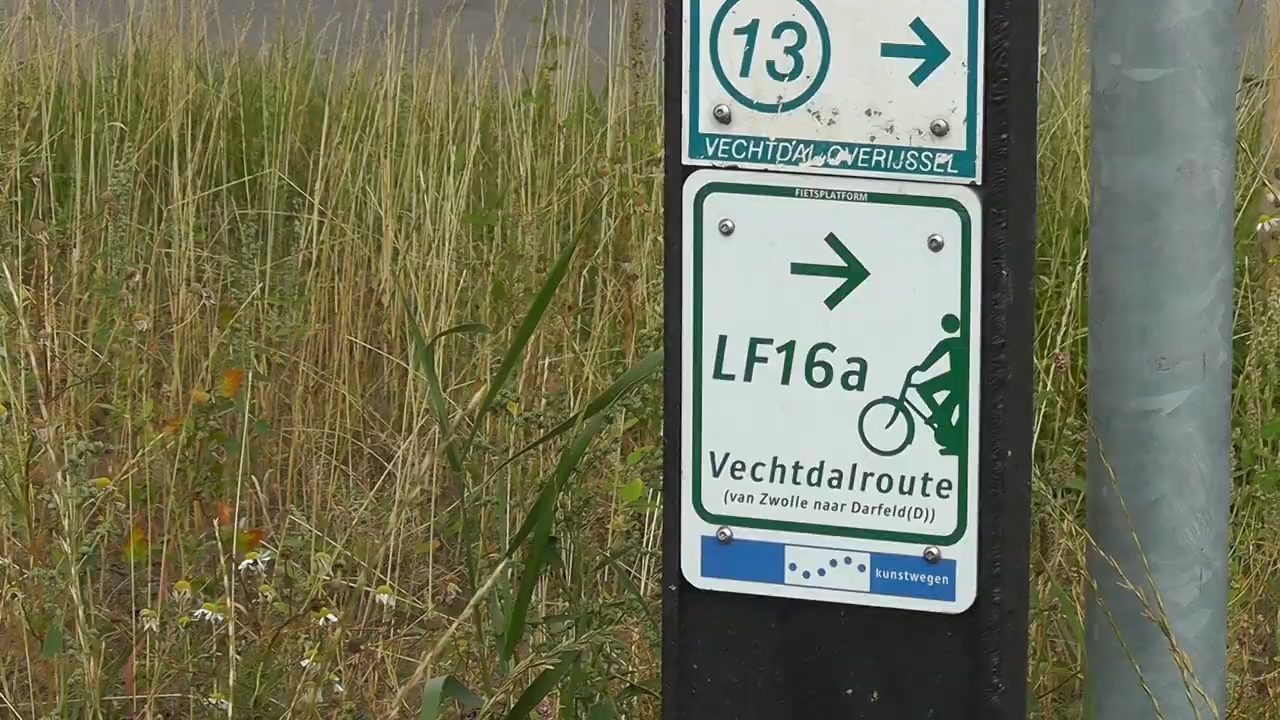 13
VECHTDAL OVERIJSSEL
FIETSPLATFORM
LF16a
Vechtdalroute
(van Zwolle naar Darfeld(D))
kunstwegen